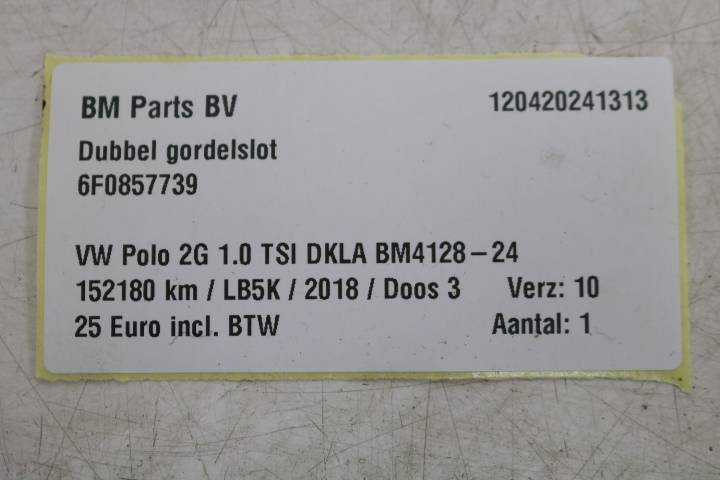 BM Parts BV 120420241313
Dubbel gordelslot
6F0857739
VW Polo 2G 1.0 TSI DKLA BM4128-24
152180 km / LB5K / 2018 / Doos 3 Verz: 10
25 Euro incl. BTW Aantal: 1